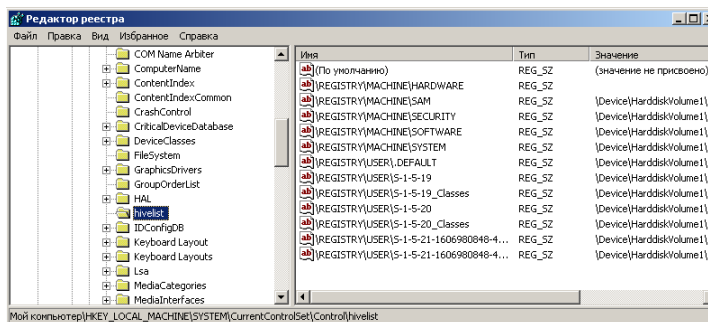 Редактор реестра
Файл Правка Вид Избранное Справка
COM Name Arbiter
ComputerName
ContentIndex
ContentIndexCommon
CrashControl
CriticalDeviceDatabase
DeviceClasses
FileSystem
GraphicsDrivers
GroupOrderList
HAL
hivelist
IDConfigDB
Keyboard Layout
Keyboard Layouts
Lsa
MediaCategories
MediaInterfaces
Имя Тип Значение
(По умолчанию) REG_SZ (значение не присвоено)
\REGISTRY\MACHINE\HARDWARE REG_SZ
\REGISTRY\MACHINE\SAM REG_SZ \Device\HarddiskVolume1\
\REGISTRY\MACHINE\SECURITY REG_SZ \Device\HarddiskVolume1\
\REGISTRY\MACHINE\SOFTWARE REG_SZ \Device\HarddiskVolume1\
\REGISTRY\MACHINE\SYSTEM REG_SZ \Device\HarddiskVolume1\
\REGISTRY\USER\.DEFAULT REG_SZ \Device\HarddiskVolume1\
\REGISTRY\USER\S-1-5-19 REG_SZ \Device\HarddiskVolume1\
\REGISTRY\USER\S-1-5-19_Classes REG_SZ \Device\HarddiskVolume1\
\REGISTRY\USER\S-1-5-20 REG_SZ \Device\HarddiskVolume1\
\REGISTRY\USER\S-1-5-20_Classes REG_SZ \Device\HarddiskVolume1\
\REGISTRY\USER\S-1-5-21-1606980848-4... REG_SZ \Device\HarddiskVolume1\
\REGISTRY\USER\S-1-5-21-1606980848-4... REG_SZ \Device\HarddiskVolume1\
Мой компьютер\HKEY_LOCAL_MACHINE\SYSTEM\CurrentControlSet\Control\hivelist